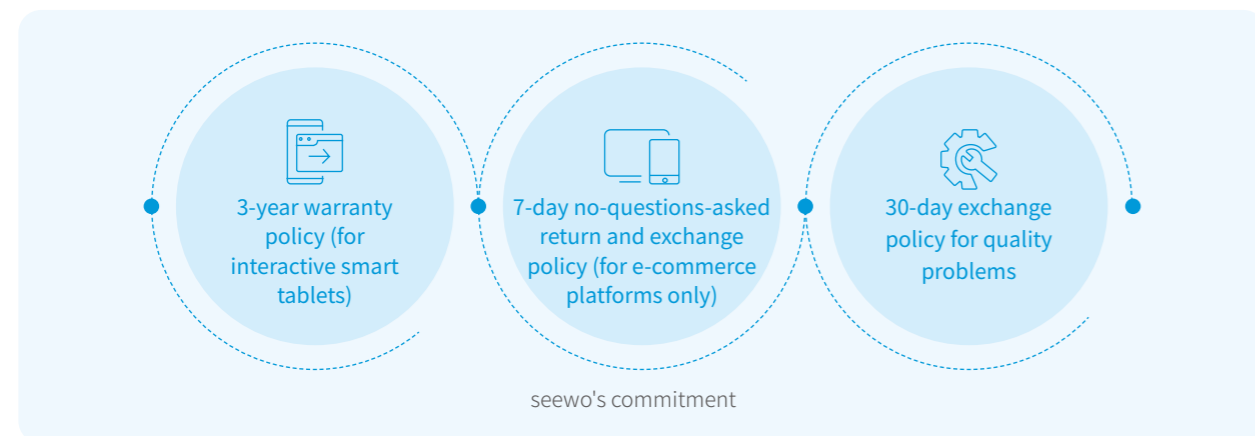 3-year warranty
policy (for
interactive smart
tablets)
7-day no-questions-asked
return and exchange
policy (for e-commerce
platforms only)
30-day exchange
policy for quality
problems
seewo's commitment